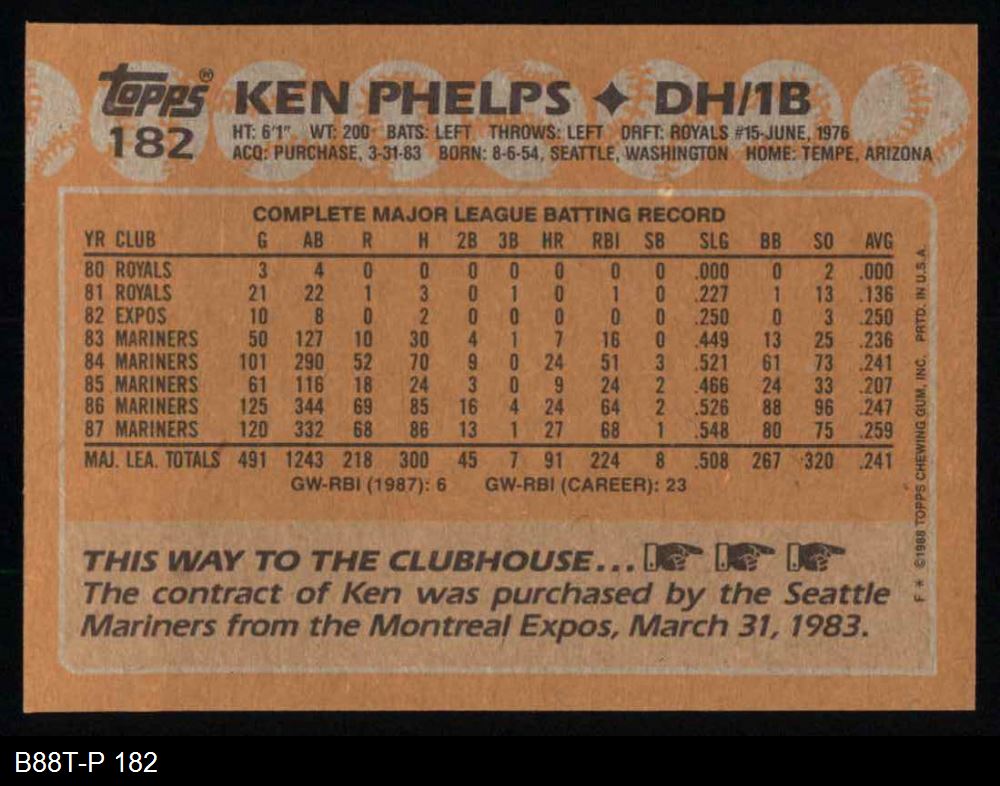 topps® KEN PHELPS ✦ DH/1B
182 HT: 6'1" WT: 200 BATS: LEFT THROWS: LEFT DRFT: ROYALS #15-JUNE, 1976
ACQ: PURCHASE, 3-31-83 BORN: 8-6-54, SEATTLE, WASHINGTON HOME: TEMPE, ARIZONA
COMPLETE MAJOR LEAGUE BATTING RECORD
YR CLUB G AB R H 2B 3B HR RBI SB SLG BB SO AVG
80 ROYALS 3 4 0 0 0 0 0 0 0 .000 0 2 .000
81 ROYALS 21 22 1 3 0 1 0 1 0 .227 1 13 .136
82 EXPOS 10 8 0 2 0 0 0 0 0 .250 0 3 .250
83 MARINERS 50 127 10 30 4 1 7 16 0 .449 13 25 .236
84 MARINERS 101 290 52 70 9 0 24 51 3 .521 61 73 .241
85 MARINERS 61 116 18 24 3 0 9 24 2 .466 24 33 .207
86 MARINERS 125 344 69 85 16 4 24 64 2 .526 88 96 .247
87 MARINERS 120 332 68 86 13 1 27 68 1 .548 80 75 .259
MAJ. LEA. TOTALS 491 1243 218 300 45 7 91 224 8 .508 267 320 .241
GW-RBI (1987): 6 GW-RBI (CAREER): 23
THIS WAY TO THE CLUBHOUSE...
The contract of Ken was purchased by the Seattle
Mariners from the Montreal Expos, March 31, 1983.
F * ©1988 TOPPS CHEWING GUM, INC. PRTD. IN U.S.A.
B88T-P 182